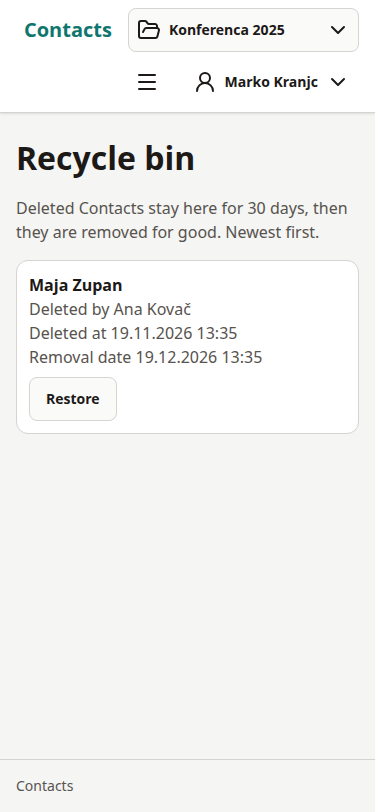 Contacts
Konferenca 2025
Marko Kranjc
Recycle bin
Deleted Contacts stay here for 30 days, then
they are removed for good. Newest first.
Maja Zupan
Deleted by Ana Kovač
Deleted at 19.11.2026 13:35
Removal date 19.12.2026 13:35
Restore
Contacts